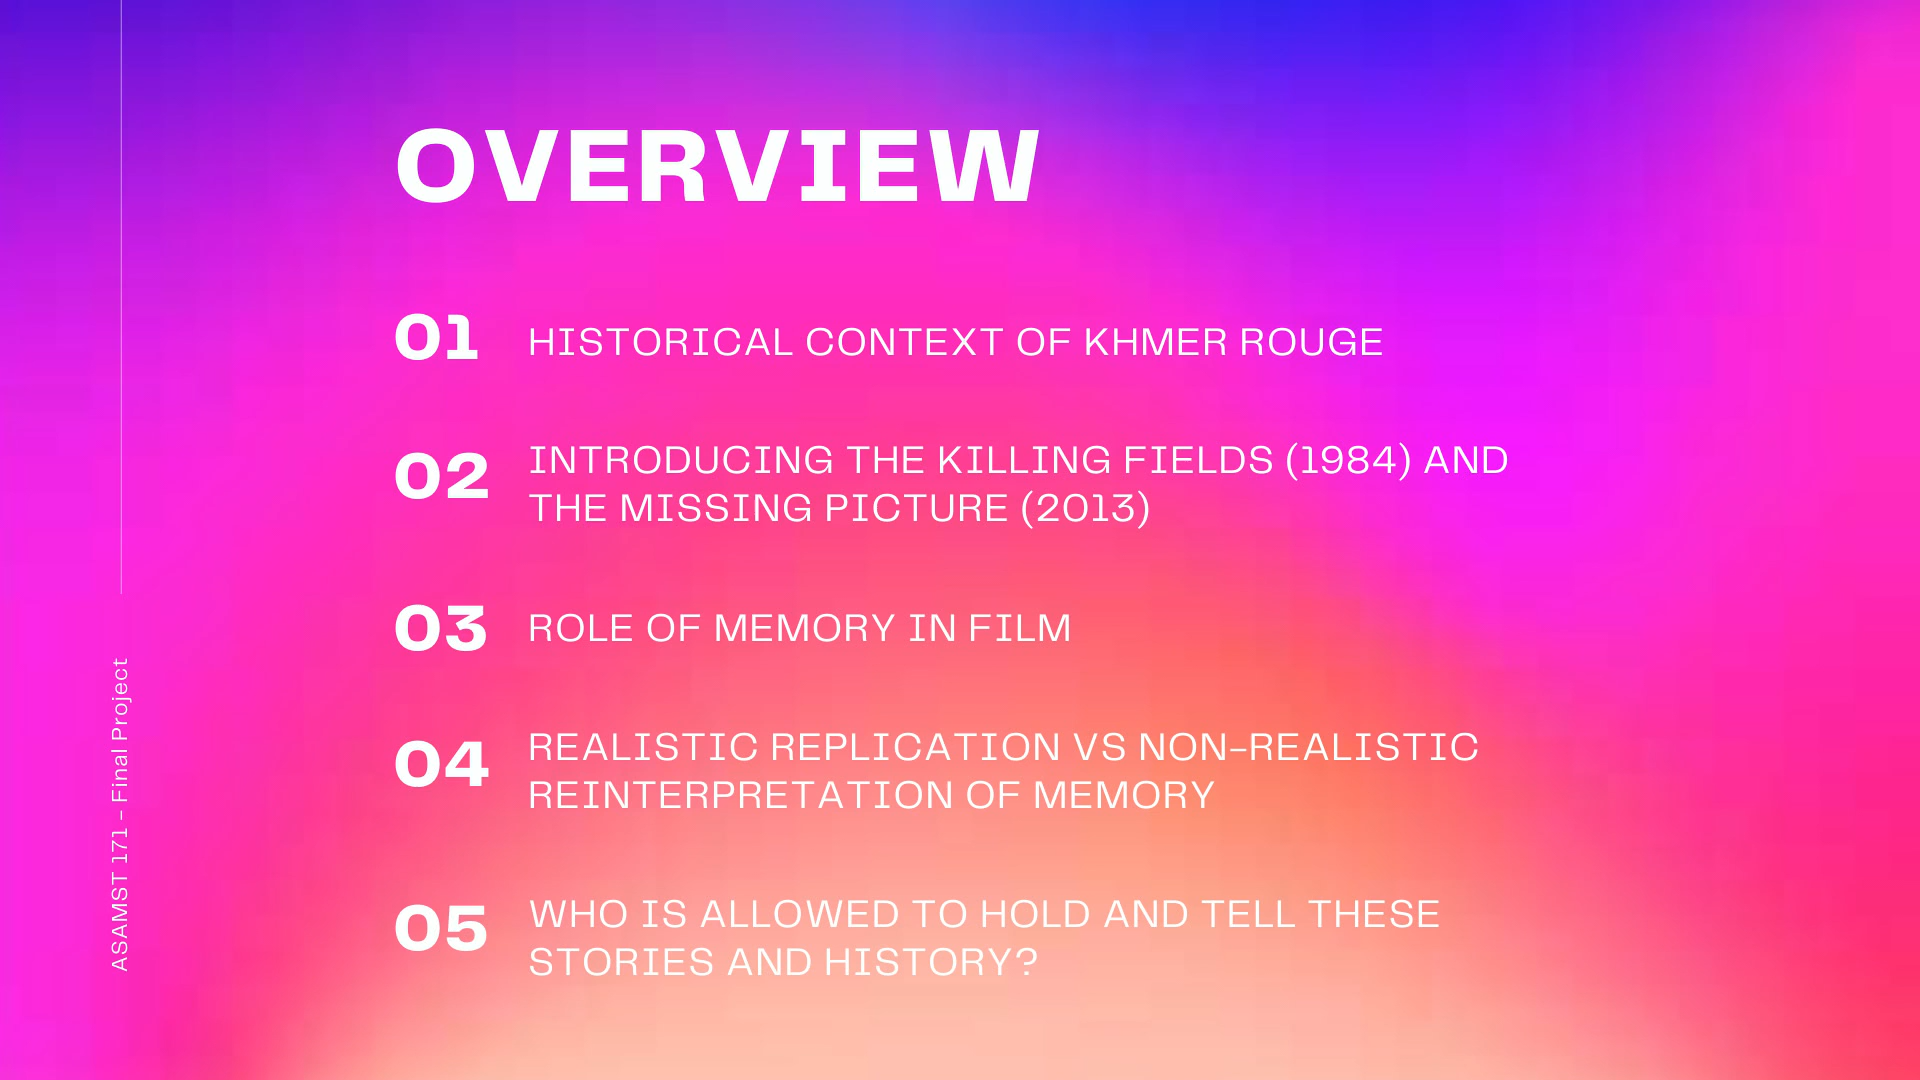 OVERVIEW
01 HISTORICAL CONTEXT OF KHMER ROUGE
02 INTRODUCING THE KILLING FIELDS (1984) AND
THE MISSING PICTURE (2013)
03 ROLE OF MEMORY IN FILM
04 REALISTIC REPLICATION VS NON-REALISTIC
REINTERPRETATION OF MEMORY
05 WHO IS ALLOWED TO HOLD AND TELL THESE
STORIES AND HISTORY?
ASAMST 171 - Final Project